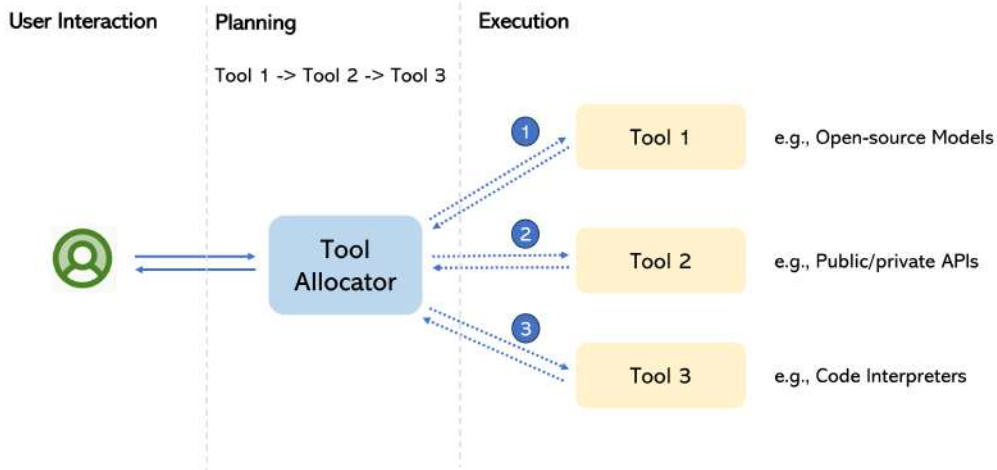 User Interaction
Planning
Execution
Tool 1 -> Tool 2 -> Tool 3
1
Tool 1
e.g., Open-source Models
Tool
Allocator
2
Tool 2
e.g., Public/private APIs
3
Tool 3
e.g., Code Interpreters